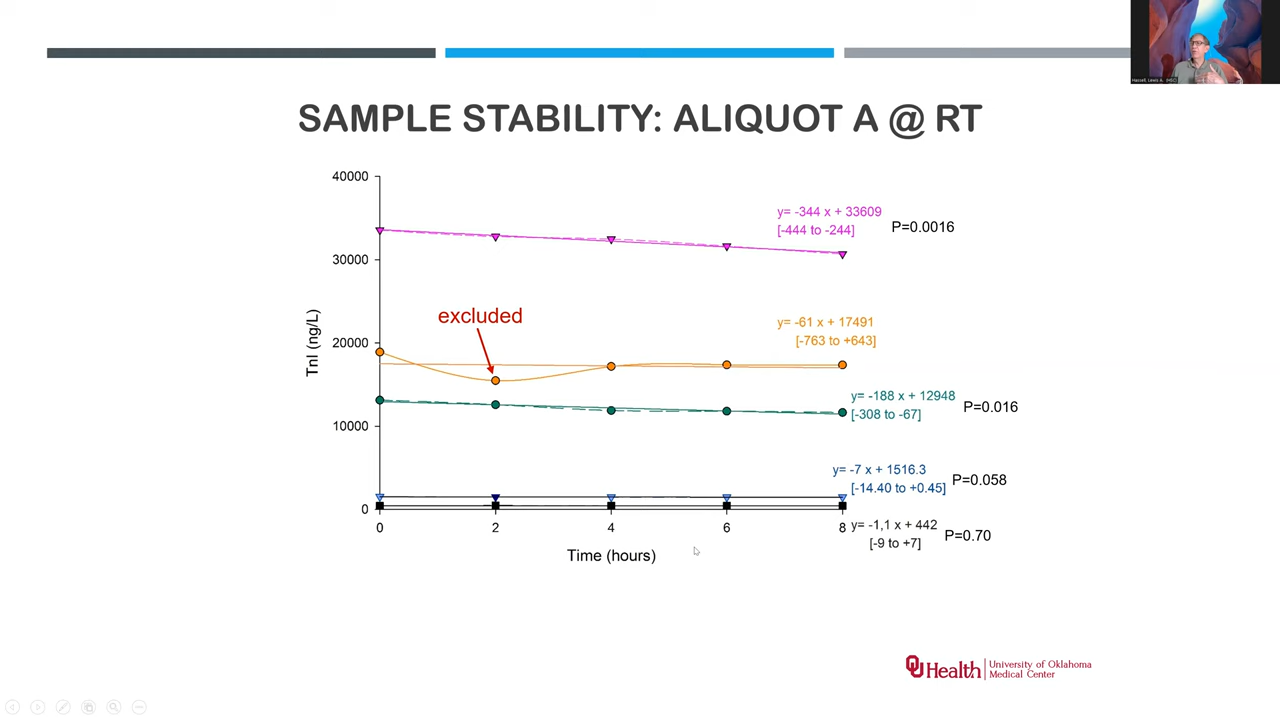 Hassell, Lewis A. (HSC)
SAMPLE STABILITY: ALIQUOT A @ RT
40000
30000
20000
10000
0
TnI (ng/L)
0 2 4 6 8
Time (hours)
excluded
y= -344 x + 33609
[-444 to -244]
P=0.0016
y= -61 x + 17491
[-763 to +643]
y= -188 x + 12948
[-308 to -67]
P=0.016
y= -7 x + 1516.3
[-14.40 to +0.45]
P=0.058
y= -1,1 x + 442
[-9 to +7]
P=0.70
OU Health
University of Oklahoma
Medical Center